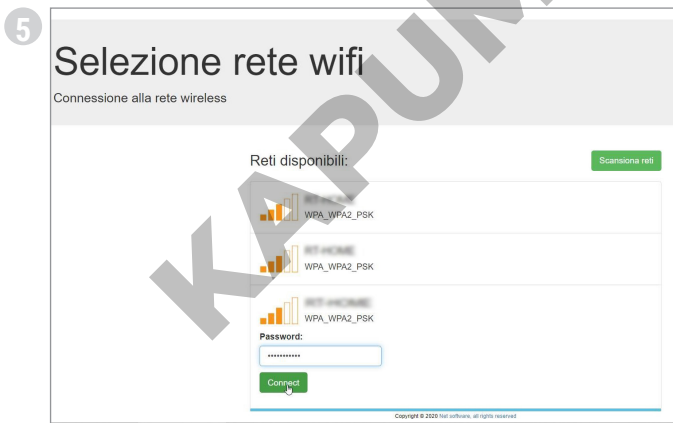 5
Selezione rete wifi
Connessione alla rete wireless
Reti disponibili:
Scansiona reti
WPA_WPA2_PSK
WPA_WPA2_PSK
WPA_WPA2_PSK
Password:
•••••••••••
Connect
Copyright © 2020 Net software, all rights reserved